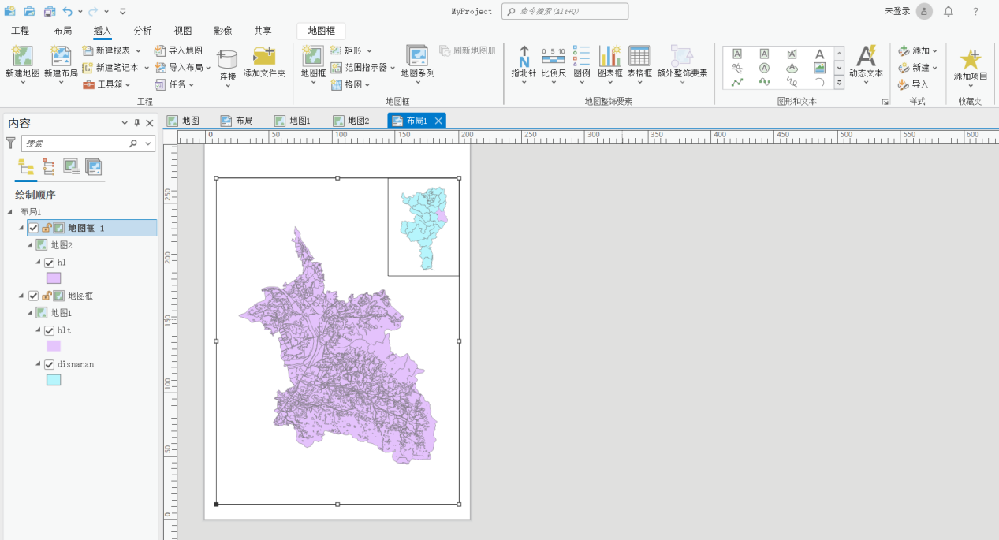 MyProject
命令搜索(Alt+Q)
未登录
?
工程 布局 插入 分析 视图 影像 共享 地图框
新建地图
新建布局
新建报表
新建笔记本
工具箱
导入地图
导入布局
任务
连接
添加文件夹
工程
地图框
矩形
范围指示器
格网
地图系列
刷新地图册
地图框
N
指北针
0 5 10
比例尺
图例
图表框
表格框
额外整饰要素
地图整饰要素
A A A A
A A
图形和文本
A
动态文本
添加
新建
导入
样式
添加项目
收藏夹
内容
搜索
绘制顺序
布局1
地图框 1
地图2
hl
地图框
地图1
hlt
disnanan
地图 布局 地图1 地图2 布局1
0 50 100 150 200 250 300 350 400 450 500 550 600
250
200
150
100
50
0